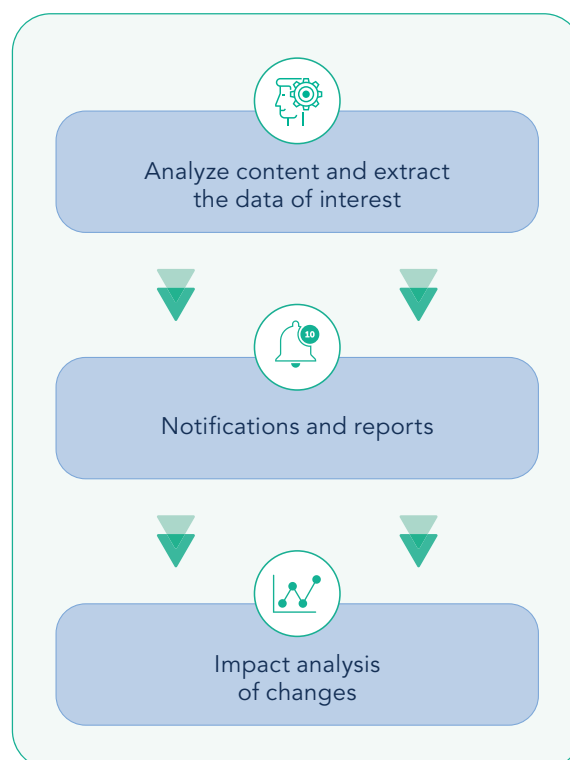 Analyze content and extract
the data of interest
10
Notifications and reports
Impact analysis
of changes